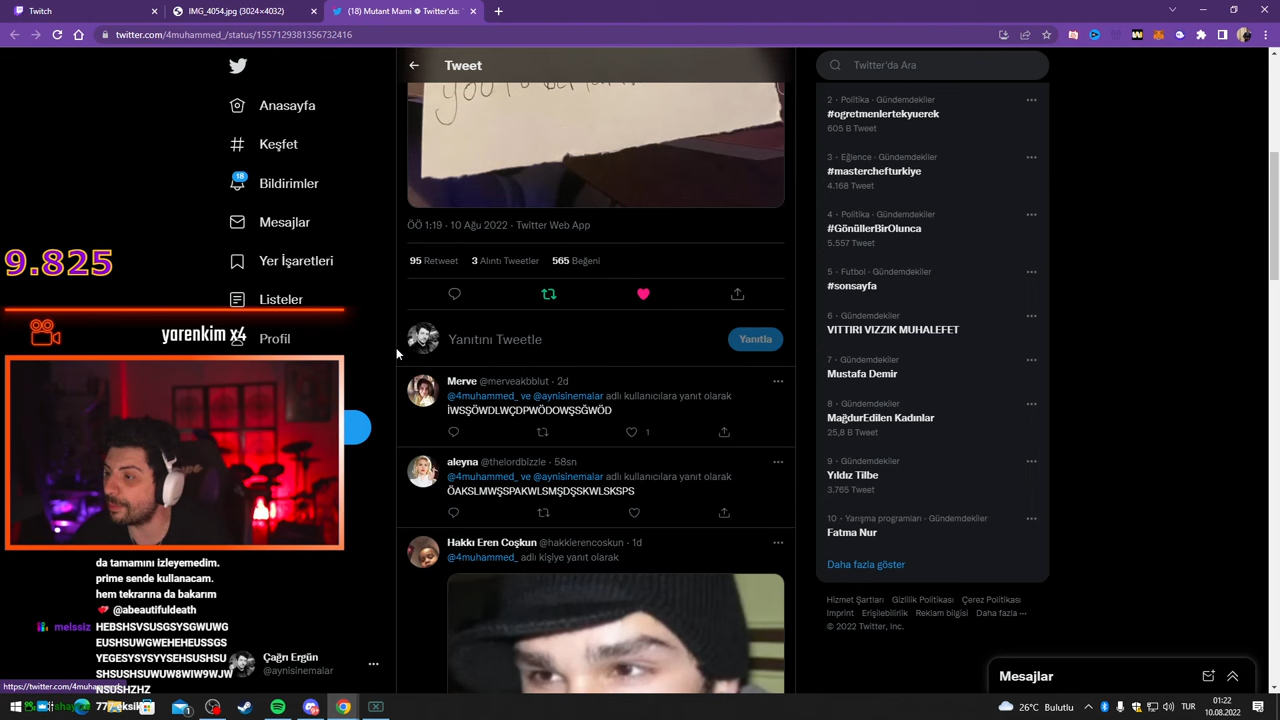 Twitch
IMG_4054.jpg (3024×4032)
(18) Mutant Mami
twitter.com/4muhammed_/status/1557129381356732416
Tweet
Twitter'da Ara
Anasayfa
Keşfet
18
Bildirimler
Mesajlar
Yer İşaretleri
Listeler
Profil
9.825
yarenkim x4
ÖÖ 1:19 · 10 Ağu 2022 · Twitter Web App
95 Retweet 3 Alıntı Tweetler 565 Beğeni
Yanıtını Tweetle
Yanıtla
Merve @merveakbblut · 2d
@4muhammed_ ve @aynisinemalar adlı kullanıcılara yanıt olarak
İWSŞÖWDLWÇDPWÖDOWŞSĞWÖD
1
aleyna @thelordbizzle · 58sn
@4muhammed_ ve @aynisinemalar adlı kullanıcılara yanıt olarak
ÖAKSLMWŞSPAKWLSMŞDŞSKWLSKSPS
Hakkı Eren Coşkun @hakkierencoskun · 1d
@4muhammed_ adlı kişiye yanıt olarak
2 · Politika · Gündemdekiler
#ogretmenlertekyuerek
605 B Tweet
3 · Eğlence · Gündemdekiler
#masterchefturkiye
4.168 Tweet
4 · Politika · Gündemdekiler
#GönüllerBirOlunca
5.557 Tweet
5 · Futbol · Gündemdekiler
#sonsayfa
6 · Gündemdekiler
VITTIRI VIZZIK MUHALEFET
7 · Gündemdekiler
Mustafa Demir
8 · Gündemdekiler
MağdurEdilen Kadınlar
25,8 B Tweet
9 · Gündemdekiler
Yıldız Tilbe
3.765 Tweet
10 · Yarışma programları · Gündemdekiler
Fatma Nur
Daha fazla göster
Hizmet Şartları Gizlilik Politikası Çerez Politikası
Imprint Erişilebilirlik Reklam bilgisi Daha fazla ···
© 2022 Twitter, Inc.
Mesajlar
da tamamını izleyemedim.
prime sende kullanacam.
hem tekrarına da bakarım
@abeautifuldeath
melssiz HEBSHSVSUSGSYSGWUWG
EUSHSUWGWEHEHEUSSGS
YEGESYSYSYYSEHSUSHSU
SHSUSHSUWUW8WIW9WJW
NSUSHZHZ
Çağrı Ergün
@aynisinemalar
26°C Bulutlu
TUR
01:22
10.08.2022